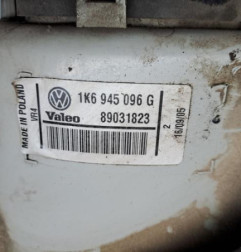 1K6 945 096 G
Valeo 89031823
MADE IN POLAND
VR4
2
16/09/05